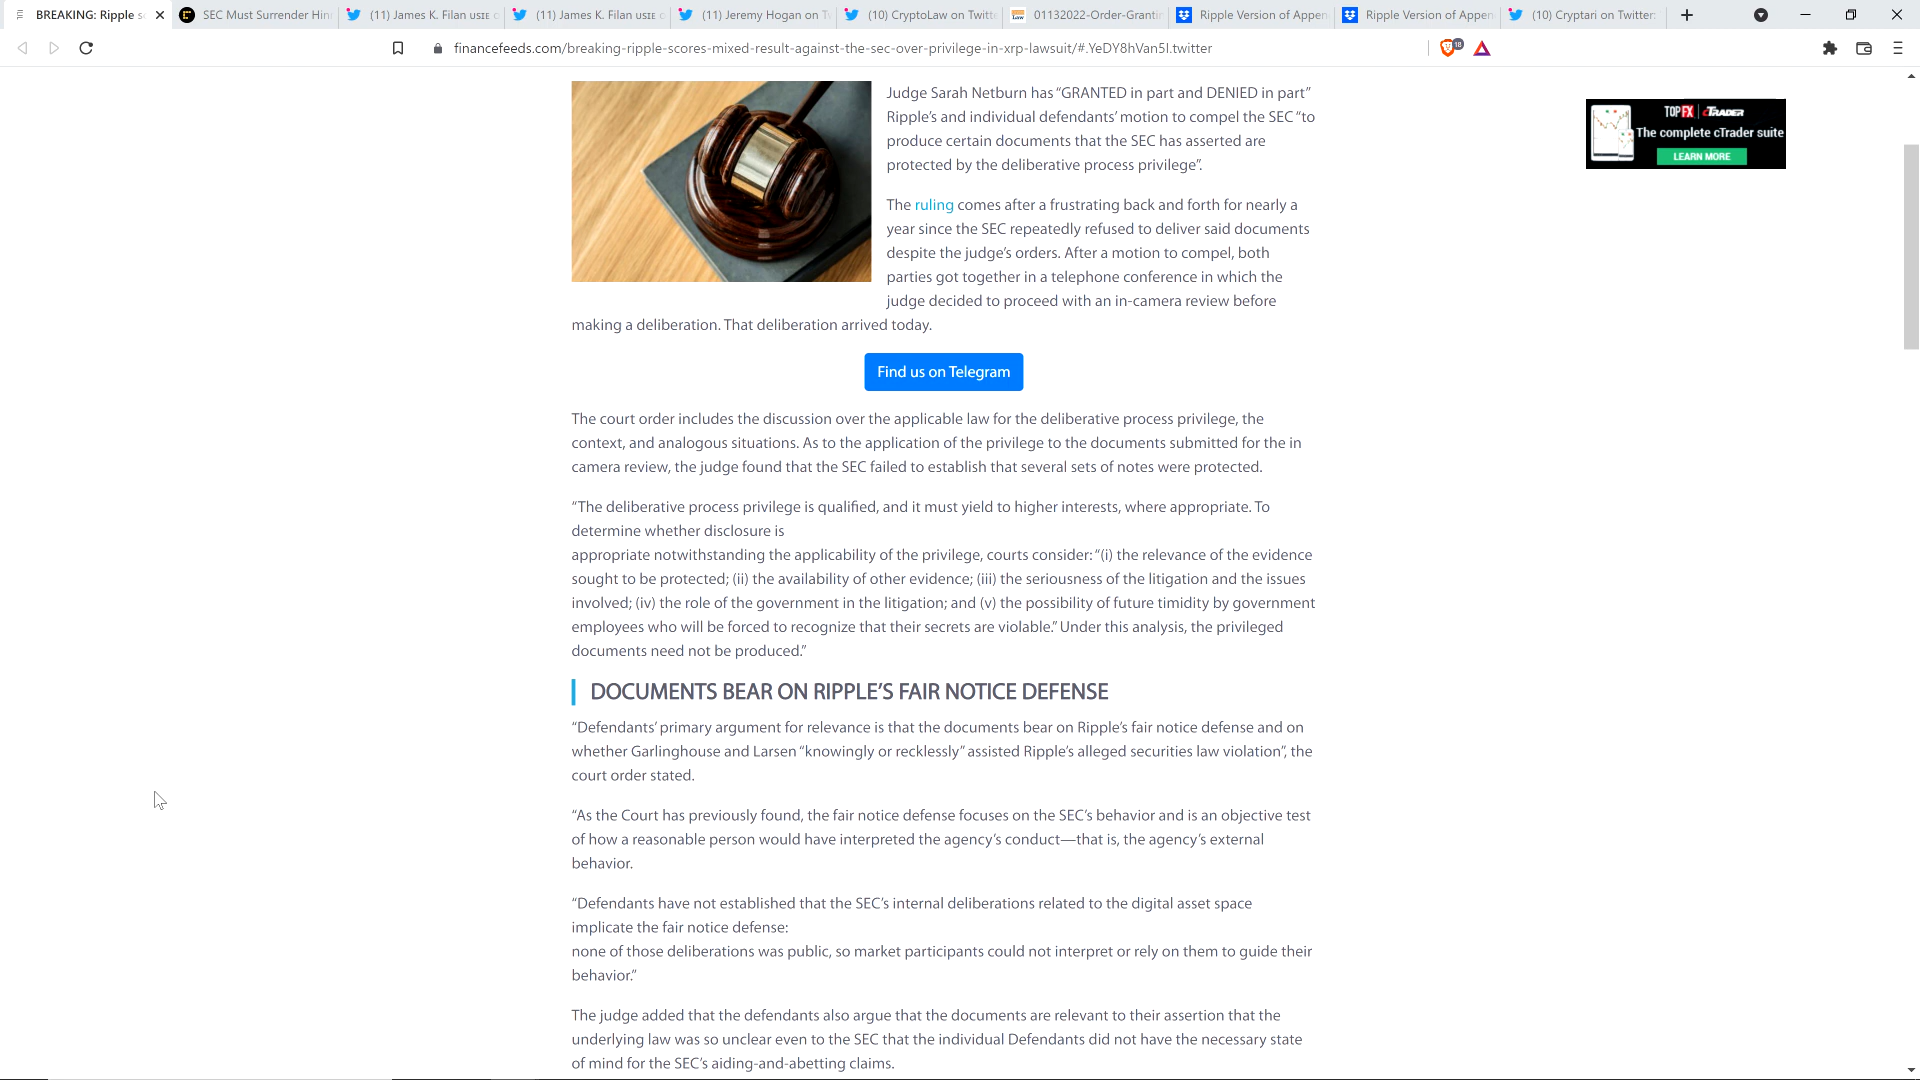 BREAKING: Ripple s
SEC Must Surrender Hin
(11) James K. Filan
(11) James K. Filan
(11) Jeremy Hogan on T
(10) CryptoLaw on Twitt
01132022-Order-Granti
Ripple Version of Appen
Ripple Version of Appen
(10) Cryptari on Twitter:
financefeeds.com/breaking-ripple-scores-mixed-result-against-the-sec-over-privilege-in-xrp-lawsuit/#.YeDY8hVan5I.twitter
18
Judge Sarah Netburn has “GRANTED in part and DENIED in part”
Ripple’s and individual defendants’ motion to compel the SEC “to
produce certain documents that the SEC has asserted are
protected by the deliberative process privilege”.
The ruling comes after a frustrating back and forth for nearly a
year since the SEC repeatedly refused to deliver said documents
despite the judge’s orders. After a motion to compel, both
parties got together in a telephone conference in which the
judge decided to proceed with an in-camera review before
making a deliberation. That deliberation arrived today.
TOPFX | cTRADER
The complete cTrader suite
LEARN MORE
Find us on Telegram
The court order includes the discussion over the applicable law for the deliberative process privilege, the
context, and analogous situations. As to the application of the privilege to the documents submitted for the in
camera review, the judge found that the SEC failed to establish that several sets of notes were protected.
“The deliberative process privilege is qualified, and it must yield to higher interests, where appropriate. To
determine whether disclosure is
appropriate notwithstanding the applicability of the privilege, courts consider: “(i) the relevance of the evidence
sought to be protected; (ii) the availability of other evidence; (iii) the seriousness of the litigation and the issues
involved; (iv) the role of the government in the litigation; and (v) the possibility of future timidity by government
employees who will be forced to recognize that their secrets are violable.” Under this analysis, the privileged
documents need not be produced.”
DOCUMENTS BEAR ON RIPPLE’S FAIR NOTICE DEFENSE
“Defendants’ primary argument for relevance is that the documents bear on Ripple’s fair notice defense and on
whether Garlinghouse and Larsen “knowingly or recklessly” assisted Ripple’s alleged securities law violation”, the
court order stated.
“As the Court has previously found, the fair notice defense focuses on the SEC’s behavior and is an objective test
of how a reasonable person would have interpreted the agency’s conduct—that is, the agency’s external
behavior.
“Defendants have not established that the SEC’s internal deliberations related to the digital asset space
implicate the fair notice defense:
none of those deliberations was public, so market participants could not interpret or rely on them to guide their
behavior.”
The judge added that the defendants also argue that the documents are relevant to their assertion that the
underlying law was so unclear even to the SEC that the individual Defendants did not have the necessary state
of mind for the SEC’s aiding-and-abetting claims.